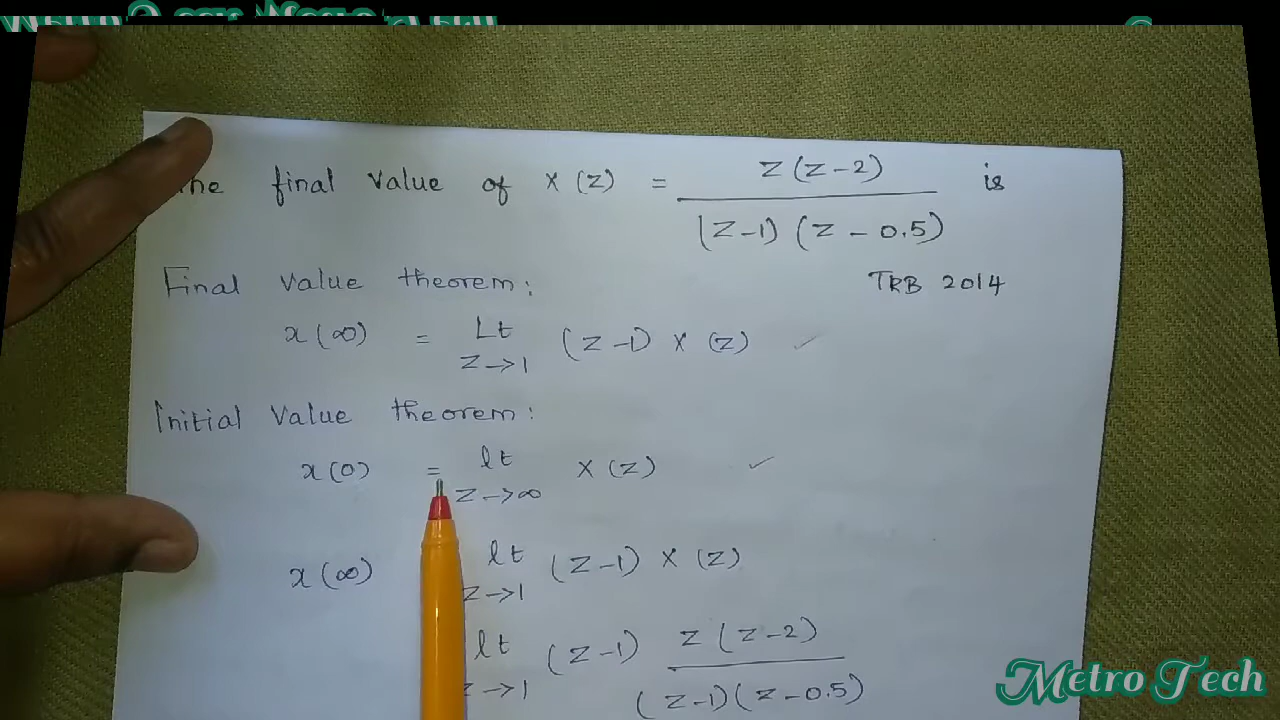 The final value of X(z) = z(z-2) / (z-1)(z-0.5) is
TRB 2014
Final value theorem:
x(∞) = Lt z→1 (z-1) X(z) ✓
Initial value theorem:
x(0) = lt z→∞ X(z) ✓
x(∞) lt z→1 (z-1) X(z)
lt z→1 (z-1) z(z-2) / (z-1)(z-0.5)
Metro Tech